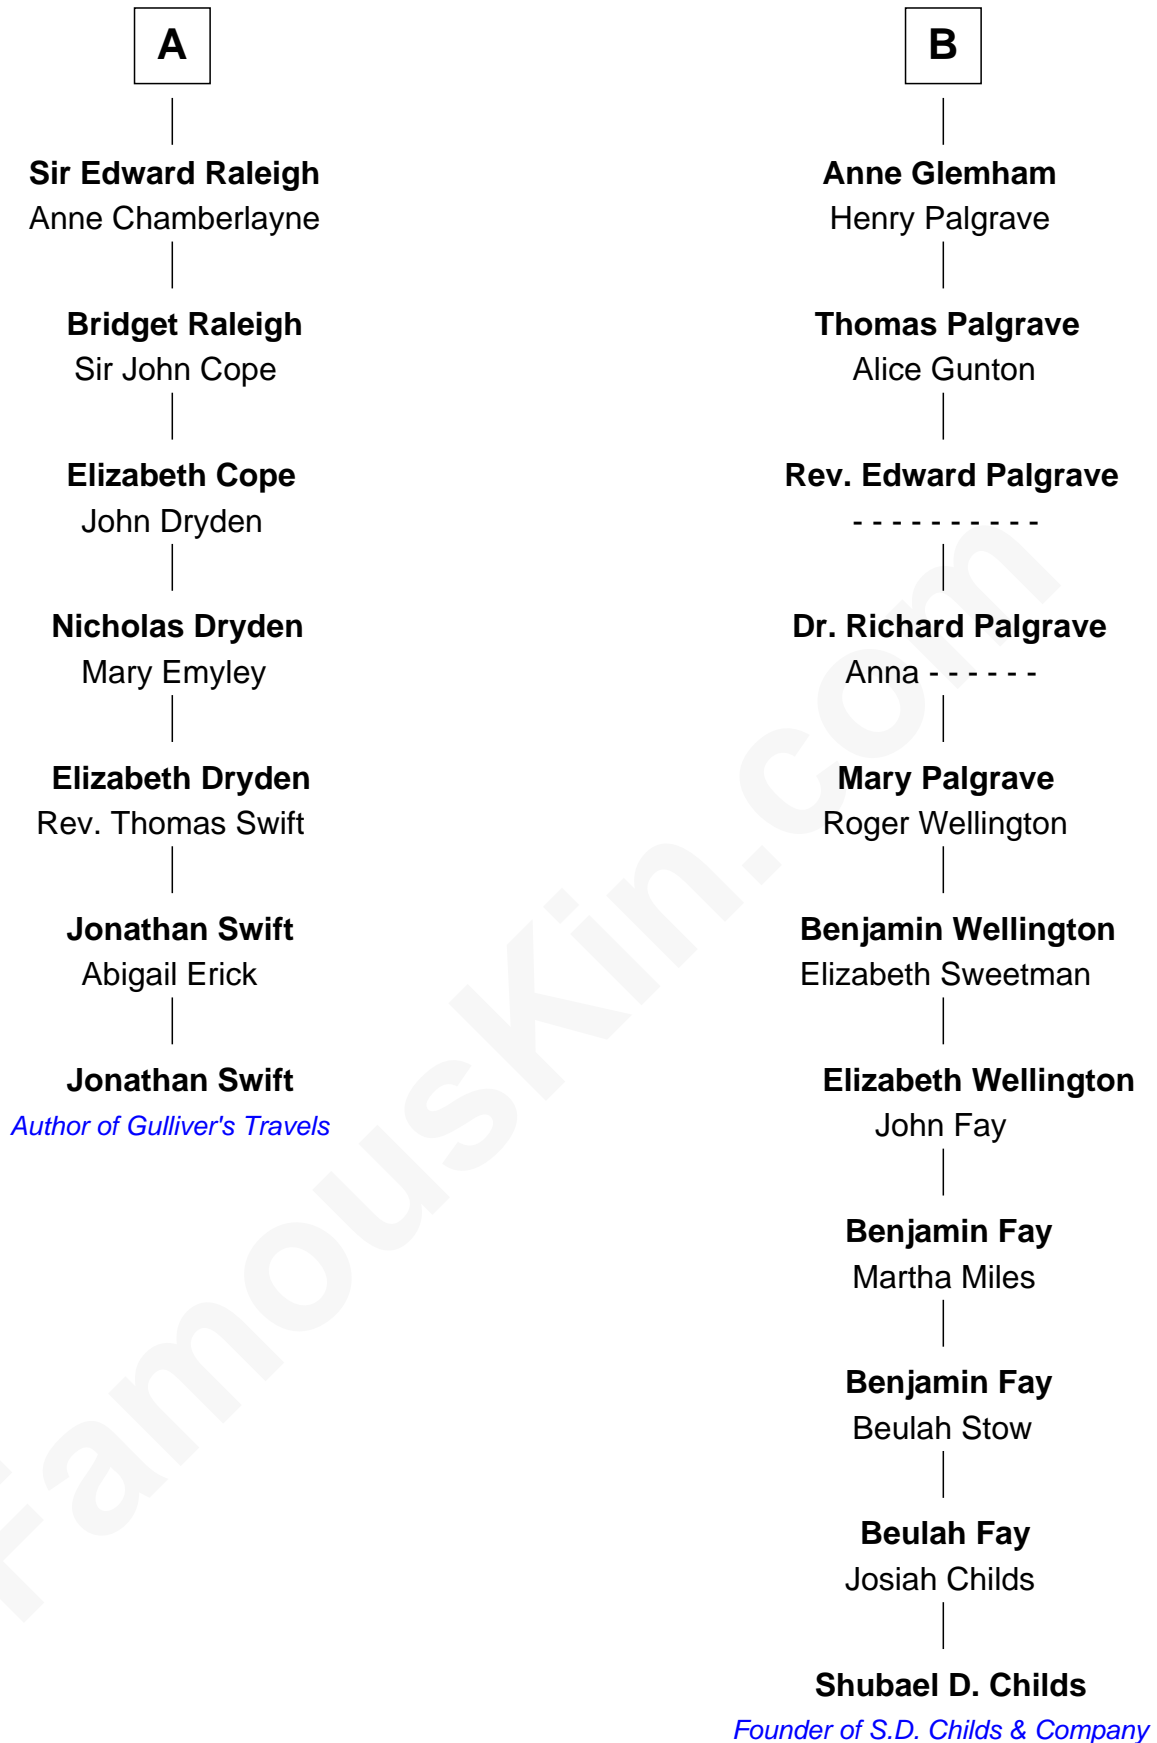 A
Sir Edward Raleigh
Anne Chamberlayne
Bridget Raleigh
Sir John Cope
Elizabeth Cope
John Dryden
Nicholas Dryden
Mary Emyley
Elizabeth Dryden
Rev. Thomas Swift
Jonathan Swift
Abigail Erick
Jonathan Swift
Author of Gulliver's Travels
B
Anne Glemham
Henry Palgrave
Thomas Palgrave
Alice Gunton
Rev. Edward Palgrave
- - - - - - - - - -
Dr. Richard Palgrave
Anna - - - - - -
Mary Palgrave
Roger Wellington
Benjamin Wellington
Elizabeth Sweetman
Elizabeth Wellington
John Fay
Benjamin Fay
Martha Miles
Benjamin Fay
Beulah Stow
Beulah Fay
Josiah Childs
Shubael D. Childs
Founder of S.D. Childs & Company
FamousKin.com